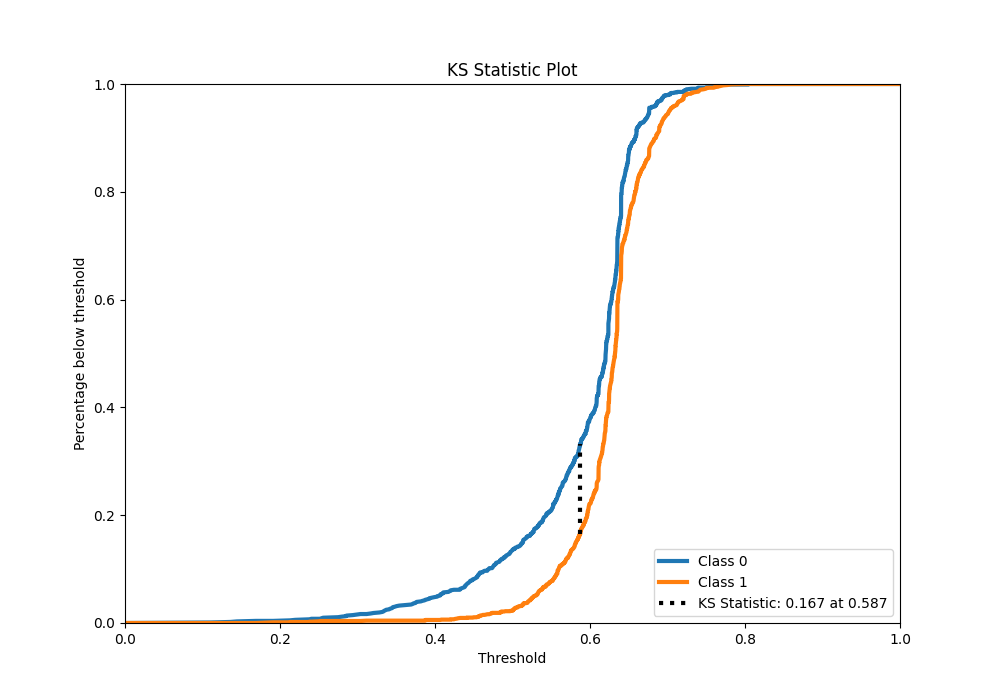 KS Statistic Plot
Percentage below threshold
1.0
0.8
0.6
0.4
0.2
0.0
0.0 0.2 0.4 0.6 0.8 1.0
Threshold
Class 0
Class 1
KS Statistic: 0.167 at 0.587